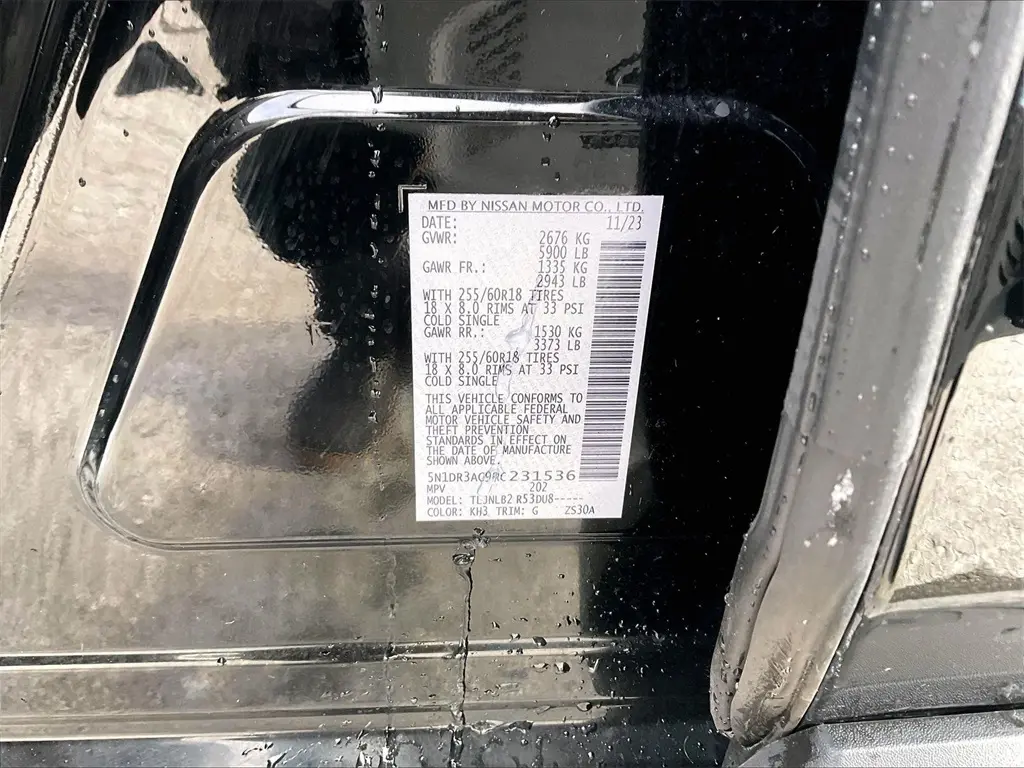 MFD BY NISSAN MOTOR CO., LTD.
DATE: 11/23
GVWR: 2676 KG
5900 LB
GAWR FR.: 1335 KG
2943 LB
WITH 255/60R18 TIRES
18 X 8.0 RIMS AT 33 PSI
COLD SINGLE
GAWR RR.: 1530 KG
3373 LB
WITH 255/60R18 TIRES
18 X 8.0 RIMS AT 33 PSI
COLD SINGLE
THIS VEHICLE CONFORMS TO
ALL APPLICABLE FEDERAL
MOTOR VEHICLE SAFETY AND
THEFT PREVENTION
STANDARDS IN EFFECT ON
THE DATE OF MANUFACTURE
SHOWN ABOVE.
5N1DR3AC9RC231536
MPV 202
MODEL: TLJNLB2 R53DU8-----
COLOR: KH3 TRIM: G ZS30A